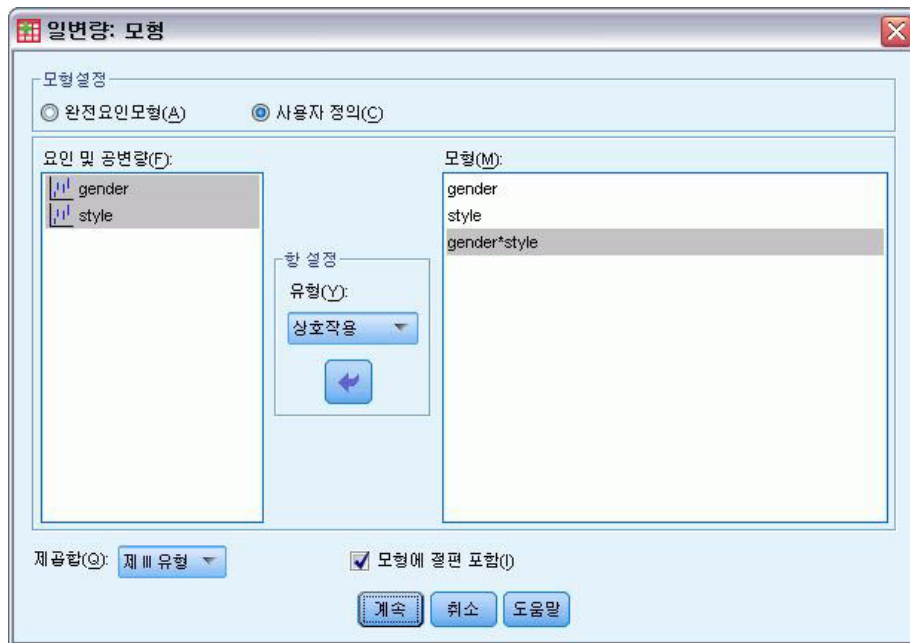 일변량: 모형
모형설정
완전요인모형(A)
사용자 정의(C)
요인 및 공변량(F):
gender
style
항 설정
유형(Y):
상호작용
모형(M):
gender
style
gender*style
제곱합(Q):
제 III 유형
모형에 절편 포함(I)
계속
취소
도움말